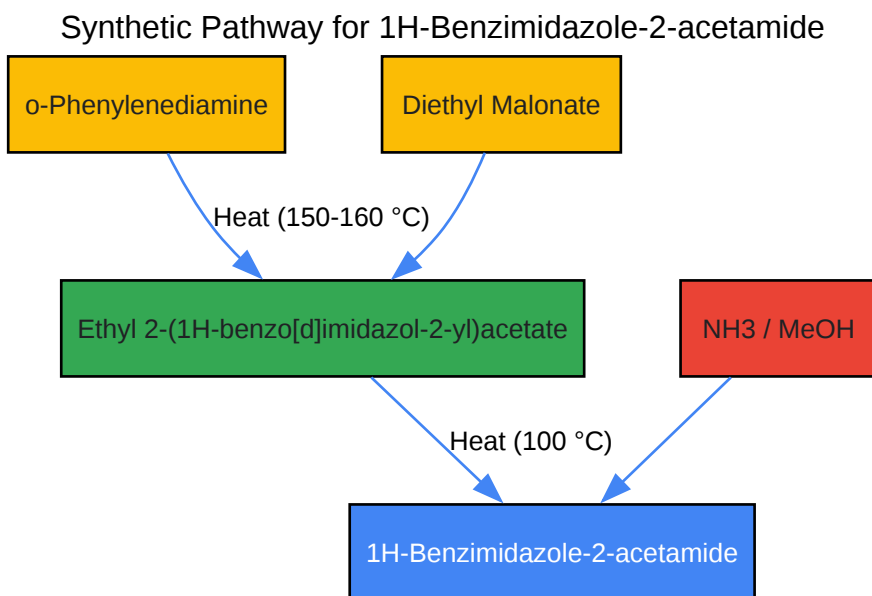 Synthetic Pathway for 1H-Benzimidazole-2-acetamide
o-Phenylenediamine
Diethyl Malonate
Heat (150-160 °C)
Ethyl 2-(1H-benzo[d]imidazol-2-yl)acetate
NH3 / MeOH
Heat (100 °C)
1H-Benzimidazole-2-acetamide